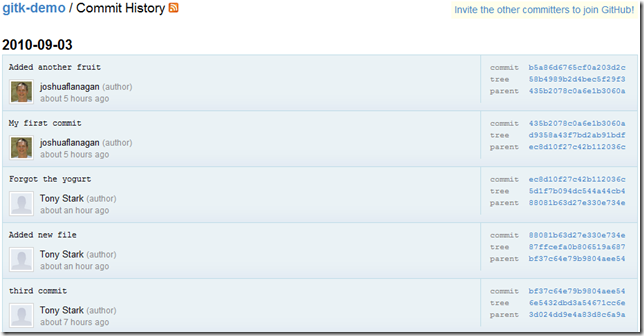 gitk-demo / Commit History
Invite the other committers to join GitHub!
2010-09-03
Added another fruit
joshuaflanagan (author)
about 5 hours ago
commit b5a86d6765cf0a203d2c
tree 58b4989b2d4bec5f29f3
parent 435b2078c0a6e1b3060a
My first commit
joshuaflanagan (author)
about 5 hours ago
commit 435b2078c0a6e1b3060a
tree d9358a43f7bd2ab91bdf
parent ec8d10f27c42b112036c
Forgot the yogurt
Tony Stark (author)
about an hour ago
commit ec8d10f27c42b112036c
tree 5d1f7b094dc544a44cb4
parent 88081b63d27e330e734e
Added new file
Tony Stark (author)
about an hour ago
commit 88081b63d27e330e734e
tree 87ffcefa0b806519a687
parent bf37c64e79b9804aee54
third commit
Tony Stark (author)
about 7 hours ago
commit bf37c64e79b9804aee54
tree 6e5432dbd3a54671cc6e
parent 3d024dd9e4a83d8c6a9a